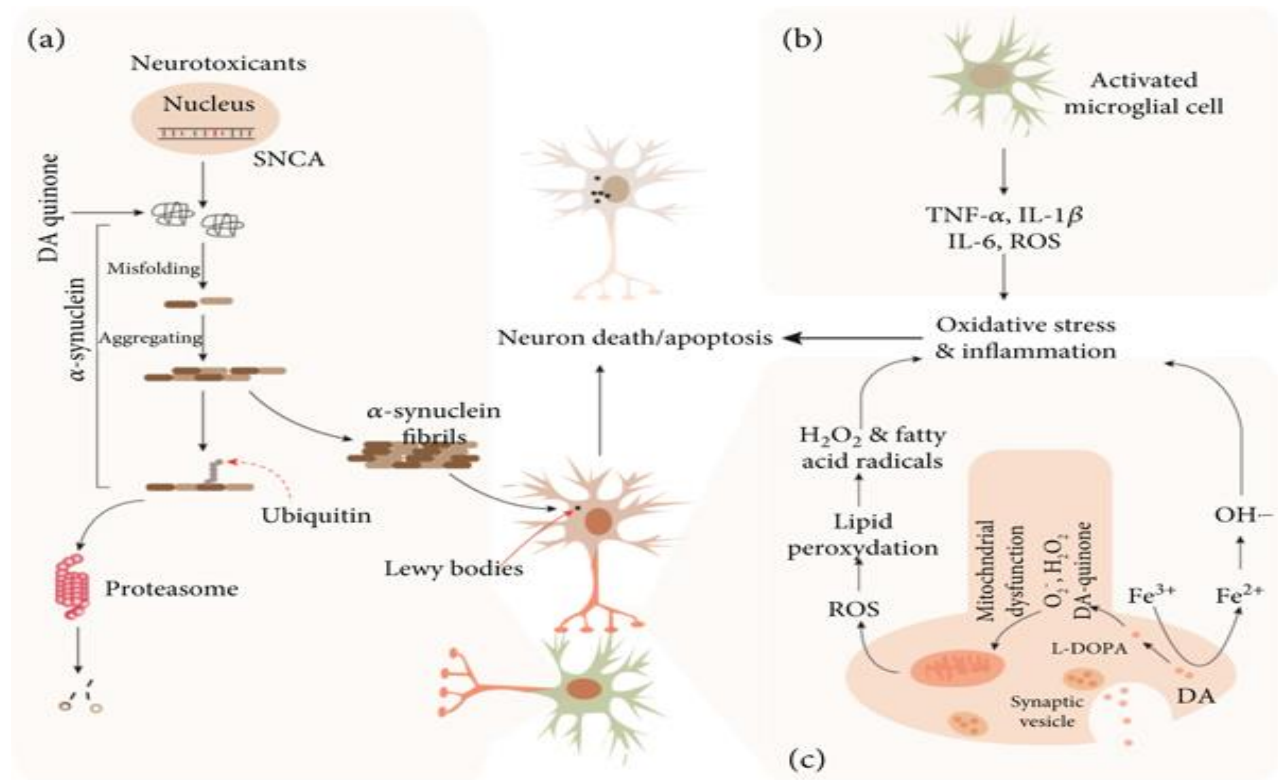 (a)
Neurotoxicants
Nucleus
SNCA
DA quinone
α-synuclein
Misfolding
Aggregating
Ubiquitin
Proteasome
α-synuclein
fibrils
Lewy bodies
Neuron death/apoptosis
(b)
Activated
microglial cell
TNF-α, IL-1β
IL-6, ROS
Oxidative stress
& inflammation
H₂O₂ & fatty
acid radicals
Lipid
peroxydation
ROS
Mitochndrial
dysfunction
O₂⁻, H₂O₂
DA-quinone
Fe³⁺
Fe²⁺
OH−
L-DOPA
DA
Synaptic
vesicle
(c)